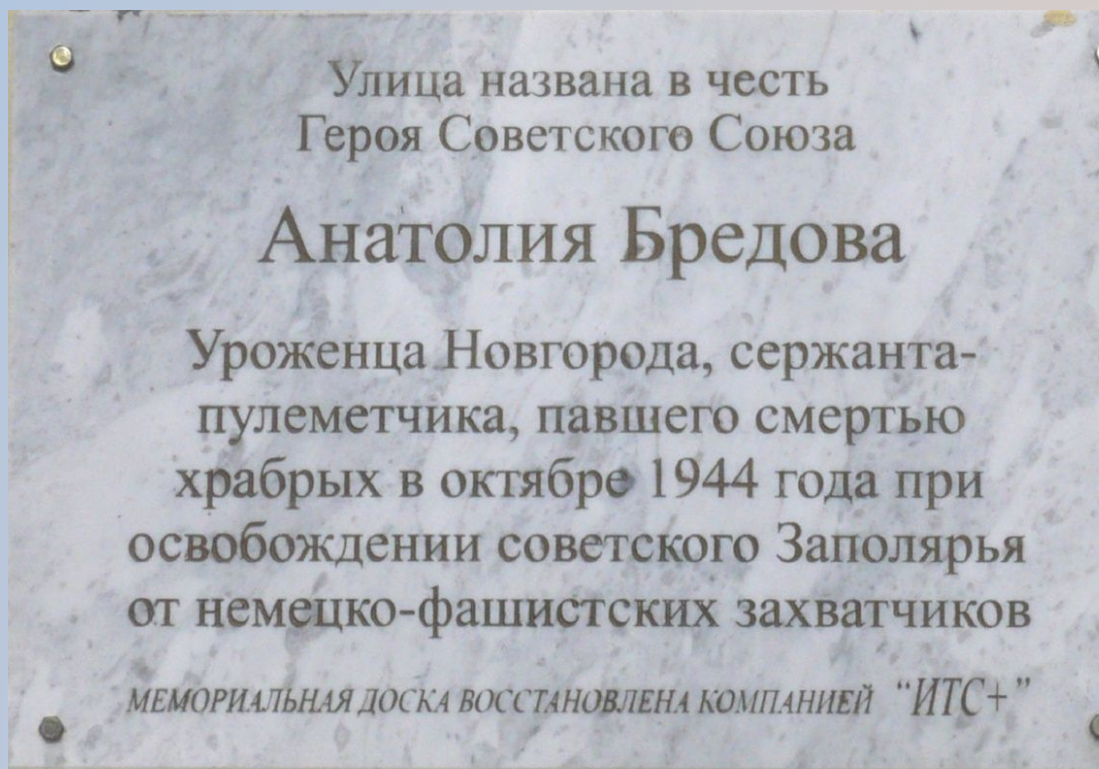 Улица названа в честь
Героя Советского Союза
Анатолия Бредова
Уроженца Новгорода, сержанта-
пулеметчика, павшего смертью
храбрых в октябре 1944 года при
освобождении советского Заполярья
от немецко-фашистских захватчиков
МЕМОРИАЛЬНАЯ ДОСКА ВОССТАНОВЛЕНА КОМПАНИЕЙ “ИТС+”